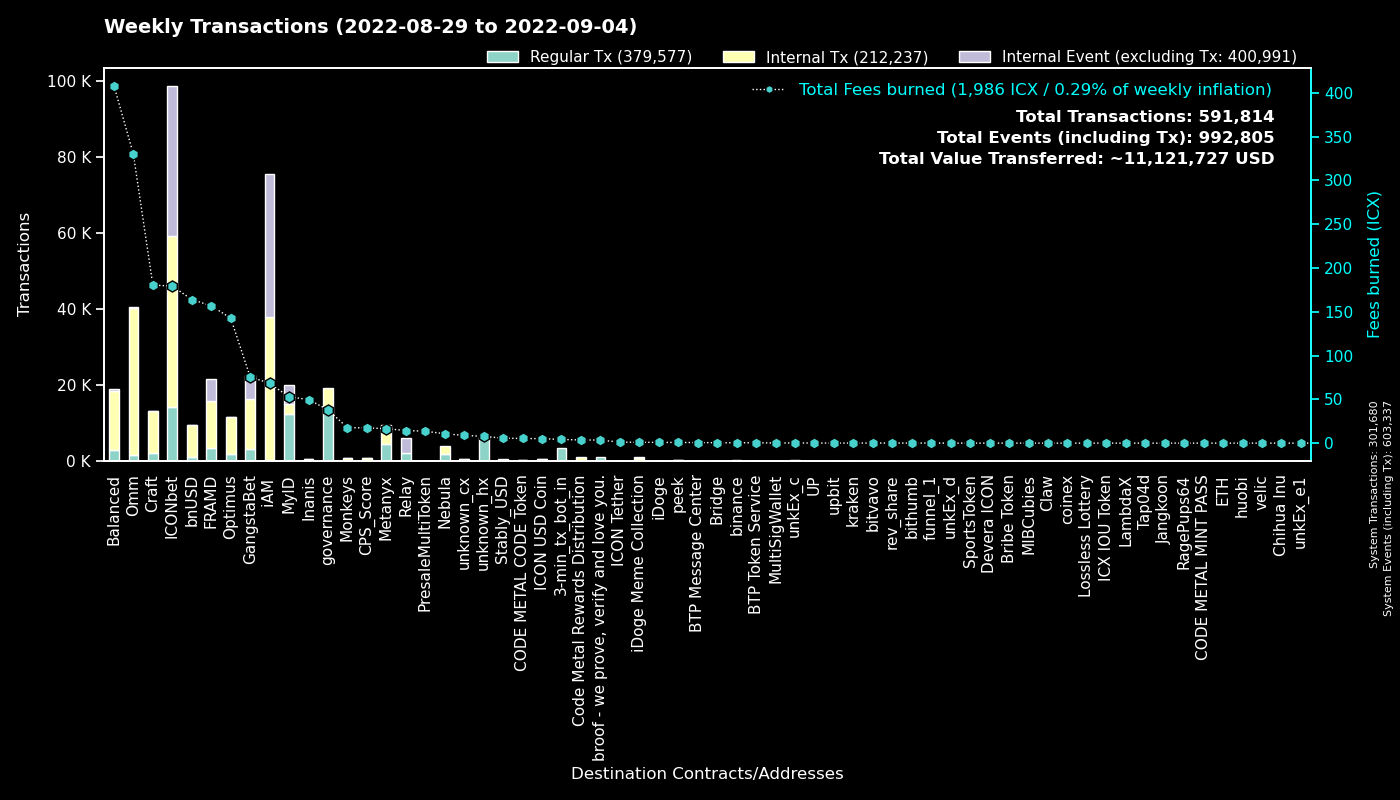 Weekly Transactions (2022-08-29 to 2022-09-04)
Regular Tx (379,577)
Internal Tx (212,237)
Internal Event (excluding Tx: 400,991)
Total Fees burned (1,986 ICX / 0.29% of weekly inflation)
Total Transactions: 591,814
Total Events (including Tx): 992,805
Total Value Transferred: ~11,121,727 USD
Transactions
100 K
80 K
60 K
40 K
20 K
0 K
400
350
300
250
200
150
100
50
0
Fees burned (ICX)
System Transactions: 301,680
System Events (including Tx): 603,337
Balanced
Omm
Craft
ICONbet
bnUSD
FRAMD
Optimus
GangstaBet
iAM
MyID
Inanis
governance
Monkeys
CPS_Score
Metanyx
Relay
PresaleMultiToken
Nebula
unknown_cx
unknown_hx
Stably_USD
CODE METAL CODE Token
ICON USD Coin
3-min_tx_bot_in
Code Metal Rewards Distribution
broof - we prove, verify and love you.
ICON Tether
iDoge Meme Collection
iDoge
peek
BTP Message Center
Bridge
binance
BTP Token Service
MultiSigWallet
unkEx_c
UP
upbit
kraken
bitvavo
rev_share
bithumb
funnel_1
unkEx_d
SportsToken
Devera ICON
Bribe Token
MIBCubies
Claw
coinex
Lossless Lottery
ICX IOU Token
LambdaX
Tap04d
Jangkoon
RagePups64
CODE METAL MINT PASS
ETH
huobi
velic
Chihua Inu
unkEx_e1
Destination Contracts/Addresses